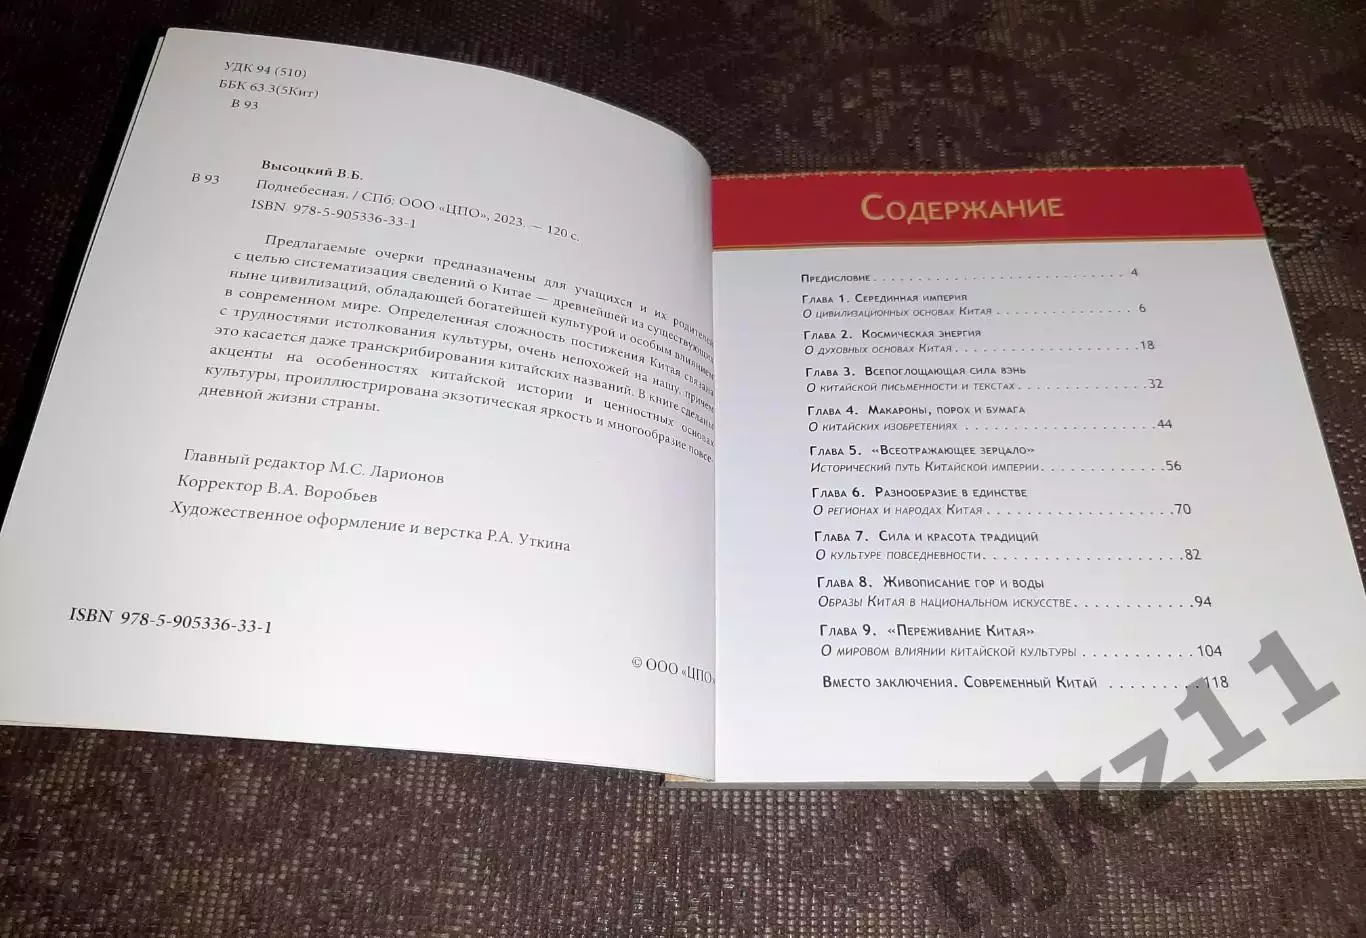 УДК 94 (510)
ББК 63.3(5Кит)
В 93
Высоцкий В.Б.
В 93
Поднебесная. / СПб: ООО «ЦПО», 2023. — 120 с.
ISBN 978-5-905336-33-1
Предлагаемые очерки предназначены для учащихся и их родителей
с целью систематизация сведений о Китае — древнейшей из существующих
ныне цивилизаций, обладающей богатейшей культурой и особым влиянием
в современном мире. Определенная сложность постижения Китая связана
с трудностями истолкования культуры, очень непохожей на нашу, причем
это касается даже транскрибирования китайских названий. В книге сделаны
акценты на особенностях китайской истории и ценностных основах
культуры, проиллюстрирована экзотическая яркость и многообразие повсе-
дневной жизни страны.
Главный редактор М.С. Ларионов
Корректор В.А. Воробьев
Художественное оформление и верстка Р.А. Уткина
ISBN 978-5-905336-33-1
© ООО «ЦПО»
Содержание
Предисловие 4
Глава 1. Серединная империя
О цивилизационных основах Китая 6
Глава 2. Космическая энергия
О духовных основах Китая 18
Глава 3. Всепоглощающая сила вэнь
О китайской письменности и текстах 32
Глава 4. Макароны, порох и бумага
О китайских изобретениях 44
Глава 5. «Всеотражающее зерцало»
Исторический путь Китайской империи 56
Глава 6. Разнообразие в единстве
О регионах и народах Китая 70
Глава 7. Сила и красота традиций
О культуре повседневности 82
Глава 8. Живописание гор и воды
Образы Китая в национальном искусстве 94
Глава 9. «Переживание Китая»
О мировом влиянии китайской культуры 104
Вместо заключения. Современный Китай 118
njkz11